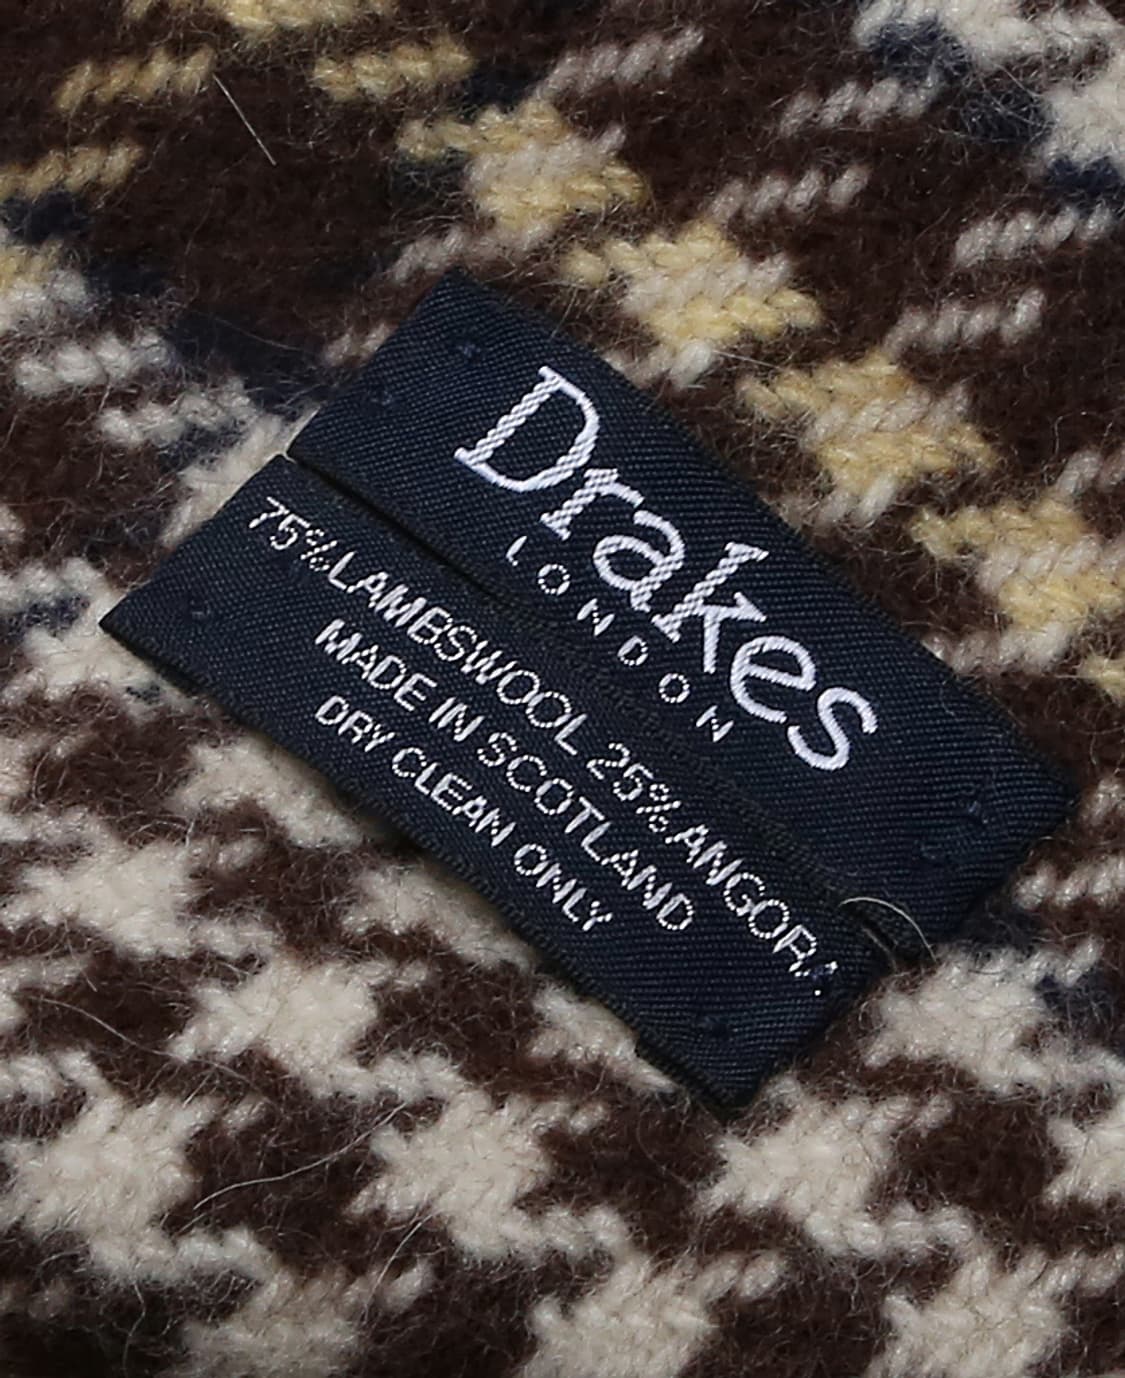 Drakes
LONDON
75% LAMBSWOOL 25% ANGORA
MADE IN SCOTLAND
DRY CLEAN ONLY